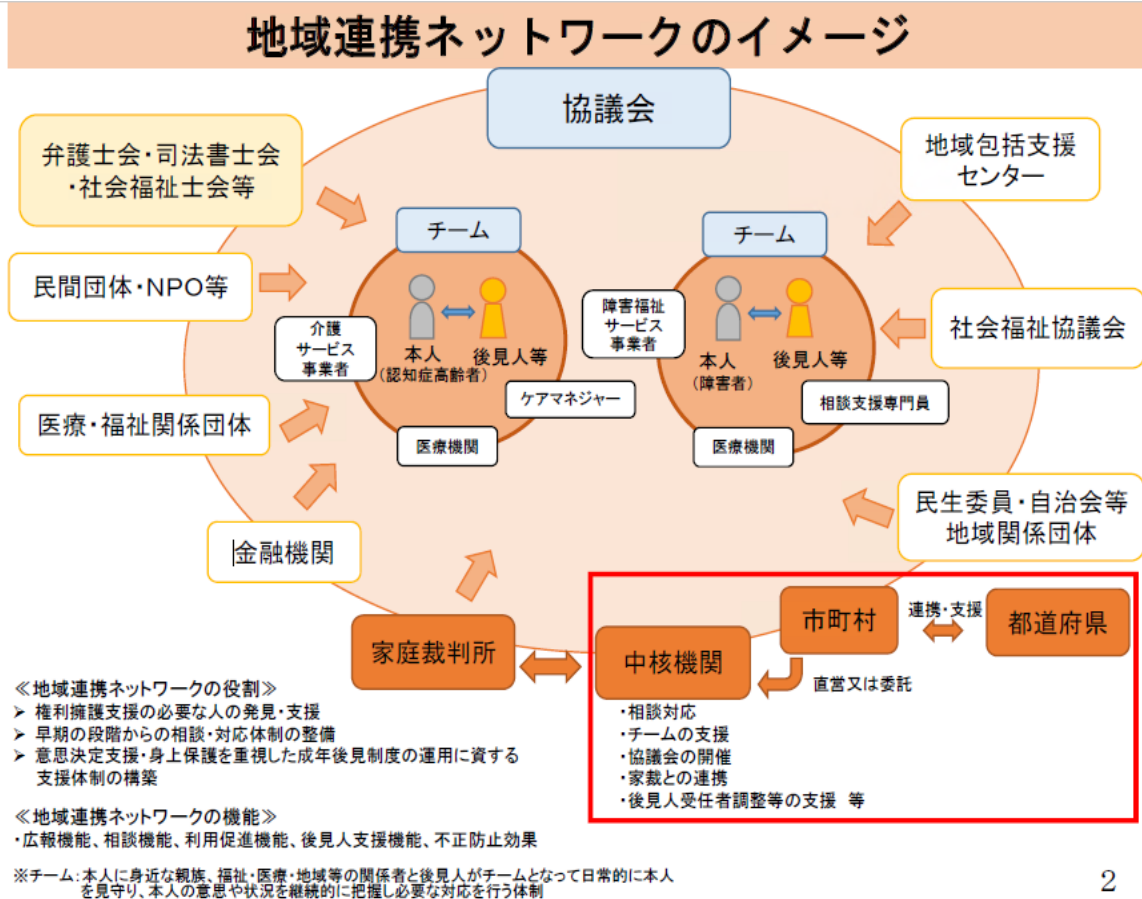 地域連携ネットワークのイメージ
協議会
弁護士会・司法書士会
・社会福祉士会等
地域包括支援
センター
チーム
チーム
民間団体・NPO等
障害福祉
サービス
事業者
介護
サービス
事業者
社会福祉協議会
本人
(認知症高齢者)
後見人等
本人
(障害者)
後見人等
ケアマネジャー
相談支援専門員
医療・福祉関係団体
医療機関
医療機関
民生委員・自治会等
地域関係団体
金融機関
市町村
連携・支援
都道府県
家庭裁判所
中核機関
直営又は委託
・相談対応
・チームの支援
・協議会の開催
・家裁との連携
・後見人受任者調整等の支援 等
≪地域連携ネットワークの役割≫
➢ 権利擁護支援の必要な人の発見・支援
➢ 早期の段階からの相談・対応体制の整備
➢ 意思決定支援・身上保護を重視した成年後見制度の運用に資する
支援体制の構築
≪地域連携ネットワークの機能≫
・広報機能、相談機能、利用促進機能、後見人支援機能、不正防止効果
※チーム:本人に身近な親族、福祉・医療・地域等の関係者と後見人がチームとなって日常的に本人
を見守り、本人の意思や状況を継続的に把握し必要な対応を行う体制
2